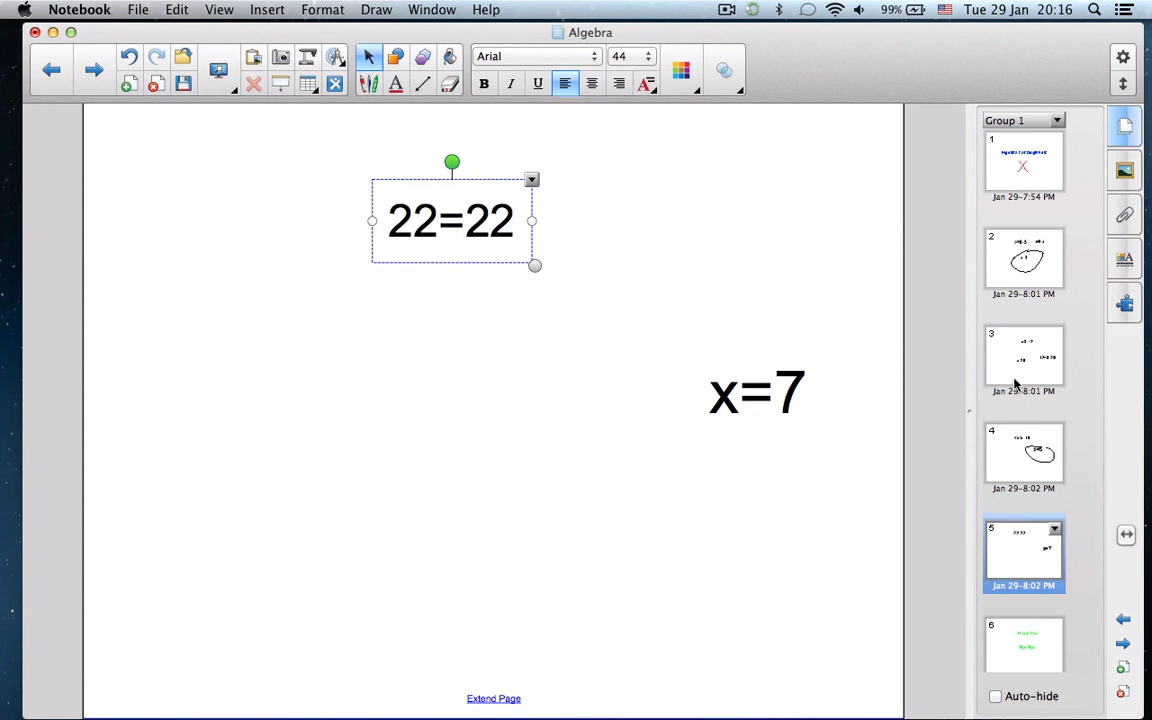 Notebook File Edit View Insert Format Draw Window Help 99% Tue 29 Jan 20:16
Algebra
Arial 44
B I U A
Group 1
1
X
Jan 29-7:54 PM
22=22
2
Jan 29-8:01 PM
3
x=7
Jan 29-8:01 PM
4
Jan 29-8:02 PM
5
Jan 29-8:02 PM
6
Extend Page
Auto-hide